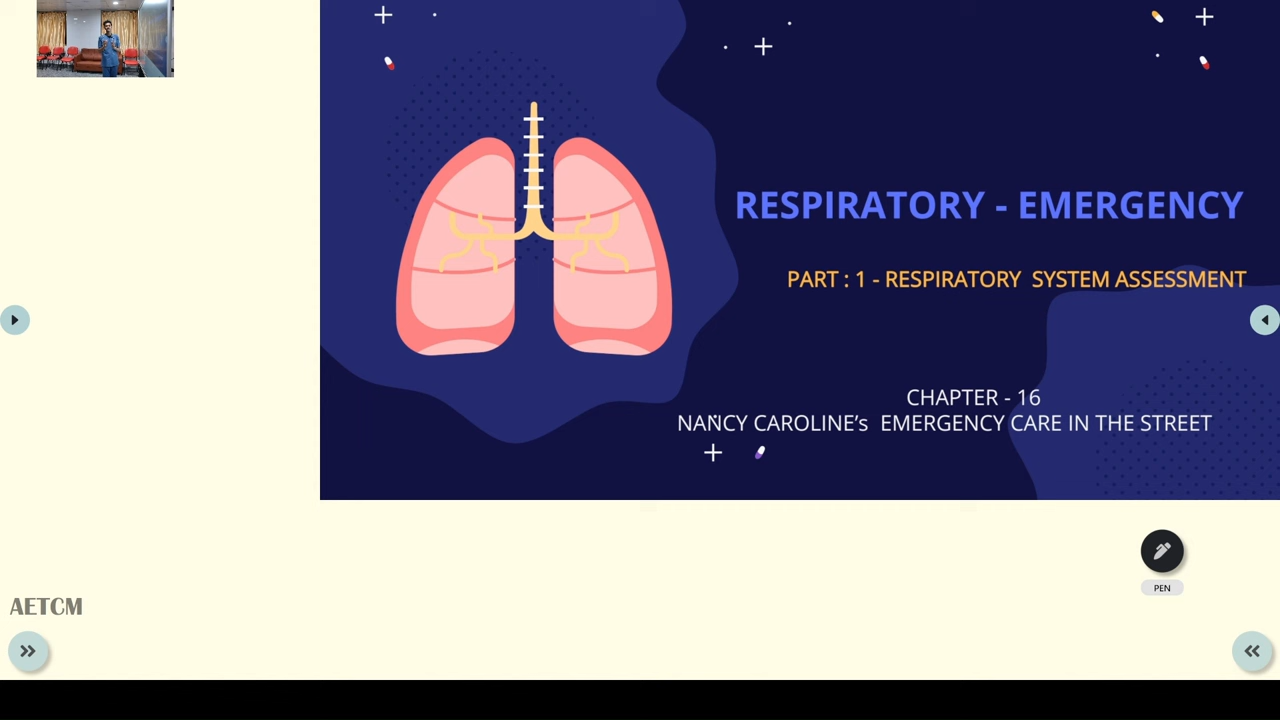 RESPIRATORY - EMERGENCY
PART : 1 - RESPIRATORY SYSTEM ASSESSMENT
CHAPTER - 16
NANCY CAROLINE's EMERGENCY CARE IN THE STREET
PEN
AETCM